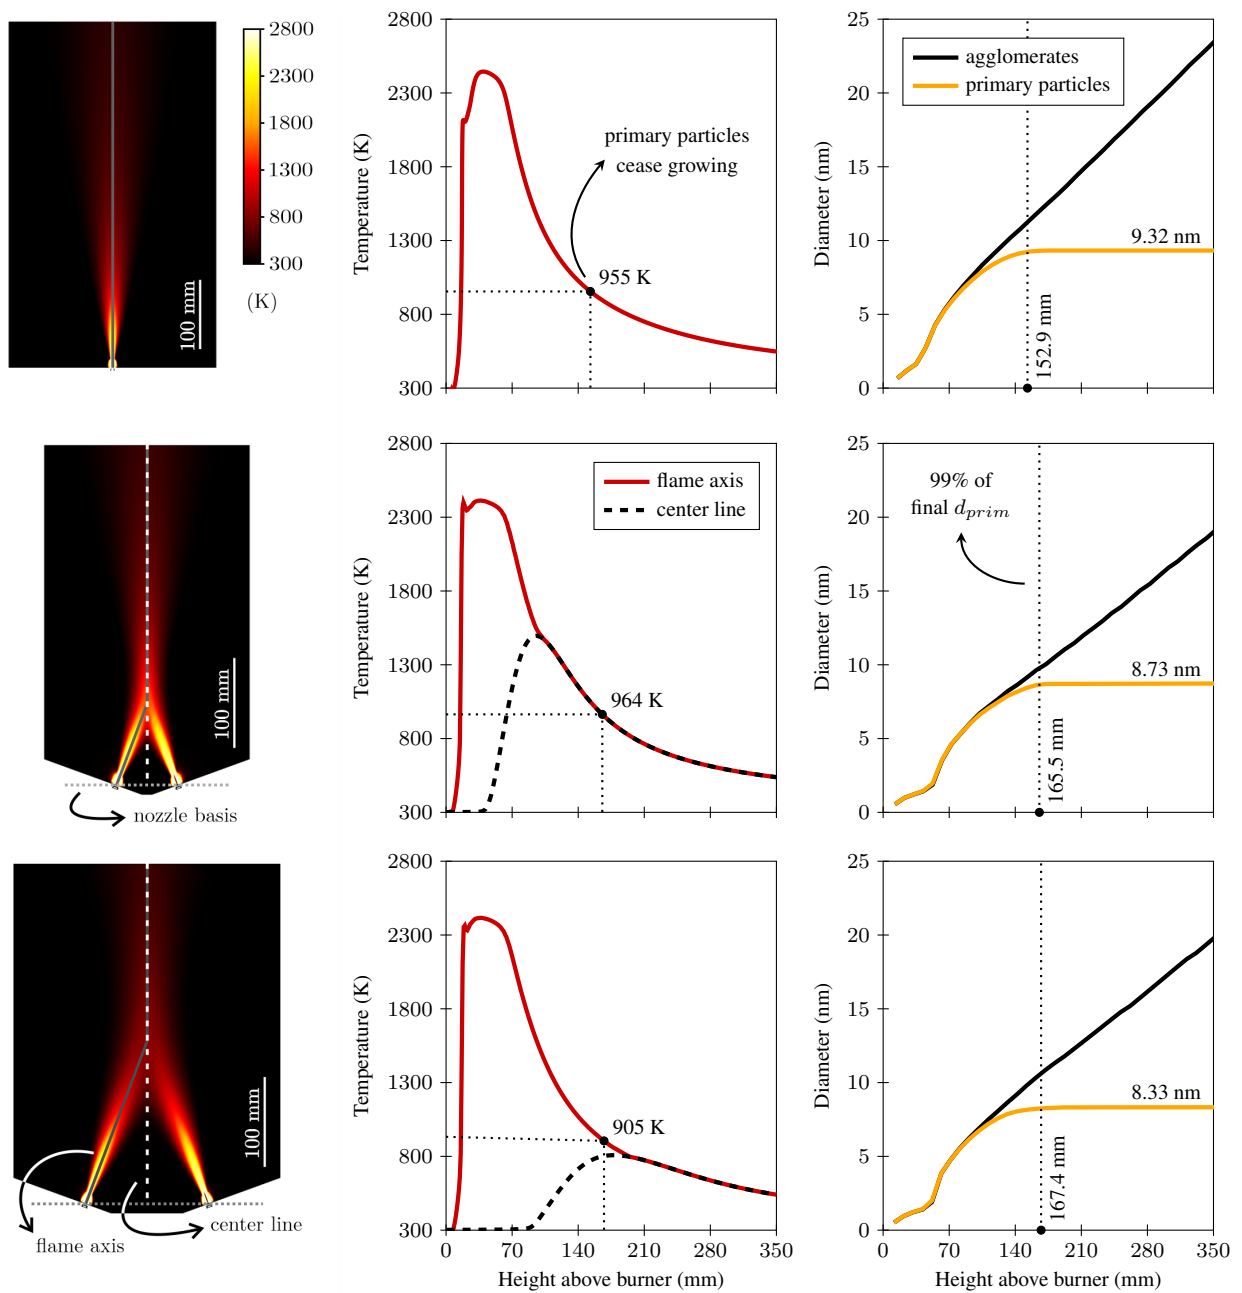 2800
2300
1800
1300
800
300
(K)
100 mm
2800
2300
1800
1300
800
300
Temperature (K)
primary particles
cease growing
955 K
25
20
15
10
5
0
Diameter (nm)
agglomerates
primary particles
9.32 nm
152.9 mm
100 mm
nozzle basis
2800
2300
1800
1300
800
300
Temperature (K)
flame axis
center line
964 K
25
20
15
10
5
0
Diameter (nm)
99% of
final dprim
8.73 nm
165.5 mm
100 mm
flame axis
center line
2800
2300
1800
1300
800
300
Temperature (K)
905 K
0 70 140 210 280 350
Height above burner (mm)
25
20
15
10
5
0
Diameter (nm)
8.33 nm
167.4 mm
0 70 140 210 280 350
Height above burner (mm)